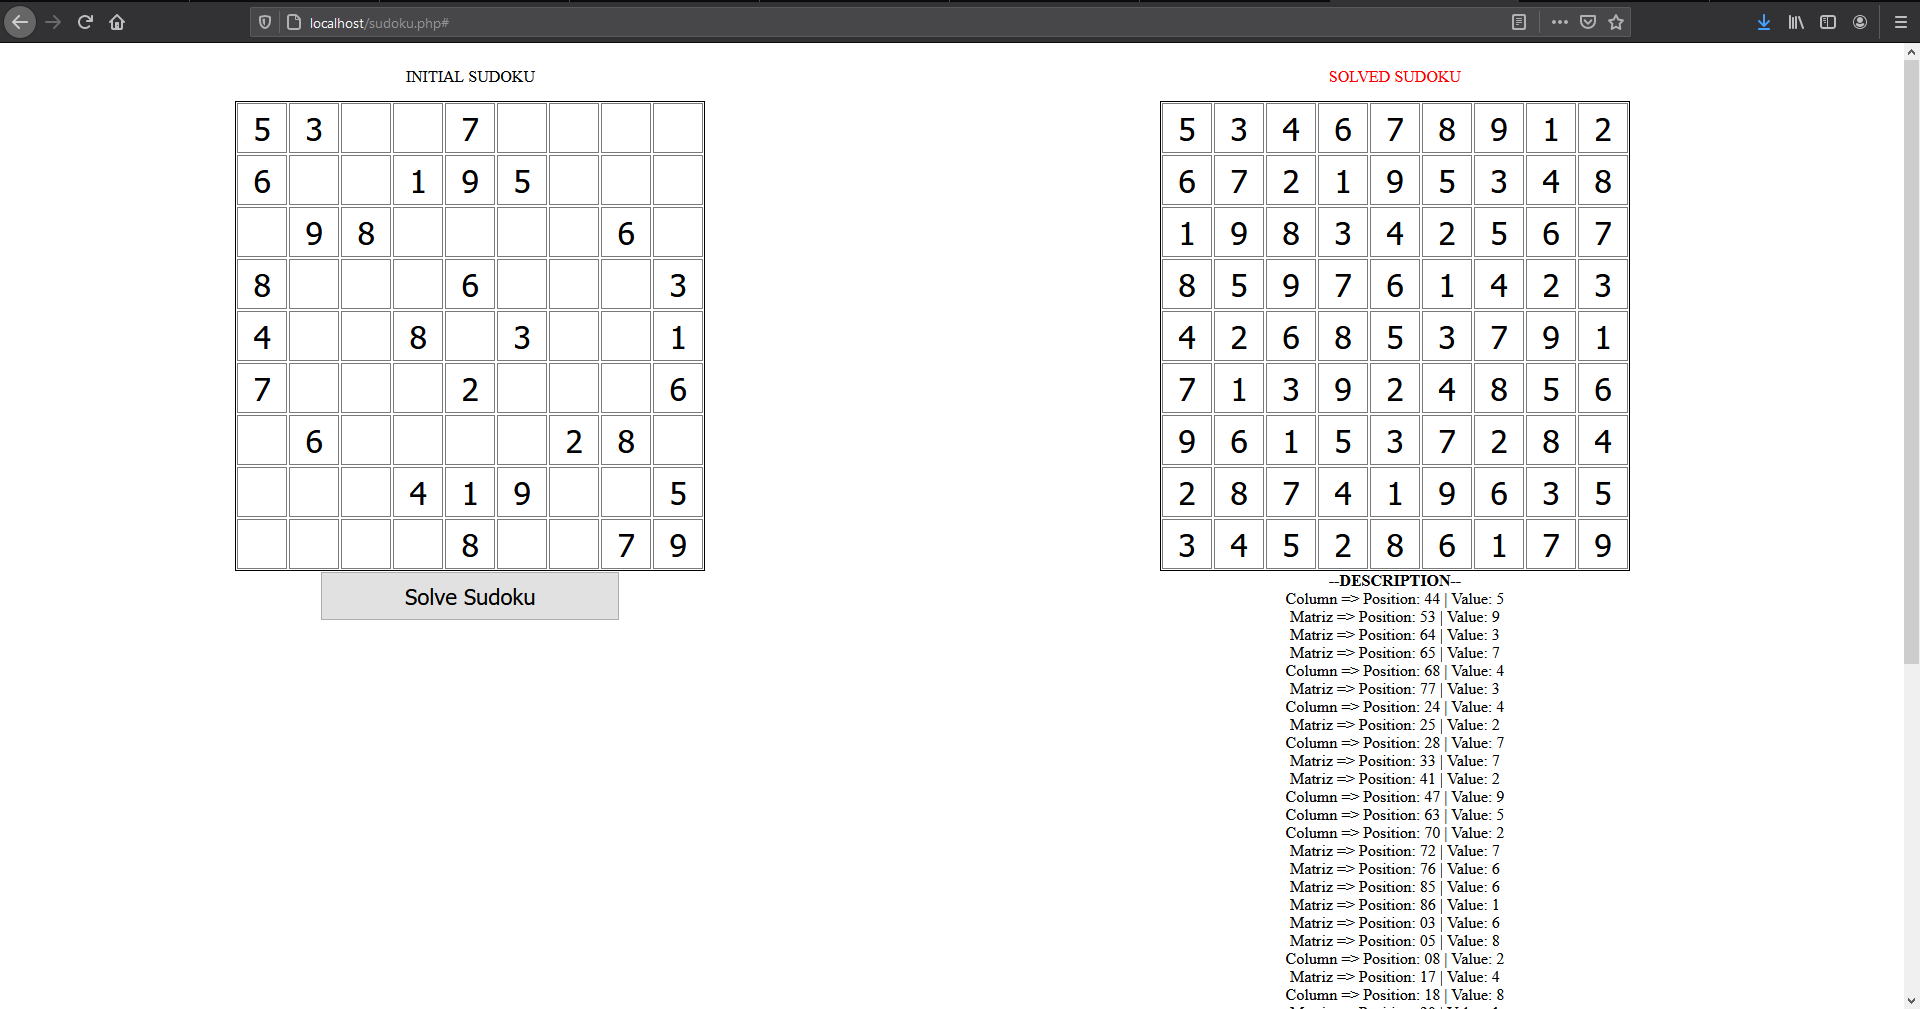 localhost/sudoku.php#
INITIAL SUDOKU
5 3 7
6 1 9 5
9 8 6
8 6 3
4 8 3 1
7 2 6
6 2 8
4 1 9 5
8 7 9
Solve Sudoku
SOLVED SUDOKU
5 3 4 6 7 8 9 1 2
6 7 2 1 9 5 3 4 8
1 9 8 3 4 2 5 6 7
8 5 9 7 6 1 4 2 3
4 2 6 8 5 3 7 9 1
7 1 3 9 2 4 8 5 6
9 6 1 5 3 7 2 8 4
2 8 7 4 1 9 6 3 5
3 4 5 2 8 6 1 7 9
--DESCRIPTION--
Column => Position: 44 | Value: 5
Matriz => Position: 53 | Value: 9
Matriz => Position: 64 | Value: 3
Matriz => Position: 65 | Value: 7
Column => Position: 68 | Value: 4
Matriz => Position: 77 | Value: 3
Column => Position: 24 | Value: 4
Matriz => Position: 25 | Value: 2
Column => Position: 28 | Value: 7
Matriz => Position: 33 | Value: 7
Matriz => Position: 41 | Value: 2
Column => Position: 47 | Value: 9
Column => Position: 63 | Value: 5
Column => Position: 70 | Value: 2
Matriz => Position: 72 | Value: 7
Matriz => Position: 76 | Value: 6
Matriz => Position: 85 | Value: 6
Matriz => Position: 86 | Value: 1
Matriz => Position: 03 | Value: 6
Matriz => Position: 05 | Value: 8
Column => Position: 08 | Value: 2
Matriz => Position: 17 | Value: 4
Column => Position: 18 | Value: 8